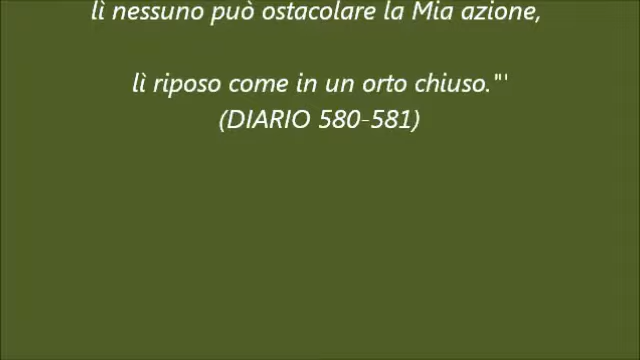 lì nessuno può ostacolare la Mia azione,
lì riposo come in un orto chiuso."'
(DIARIO 580-581)